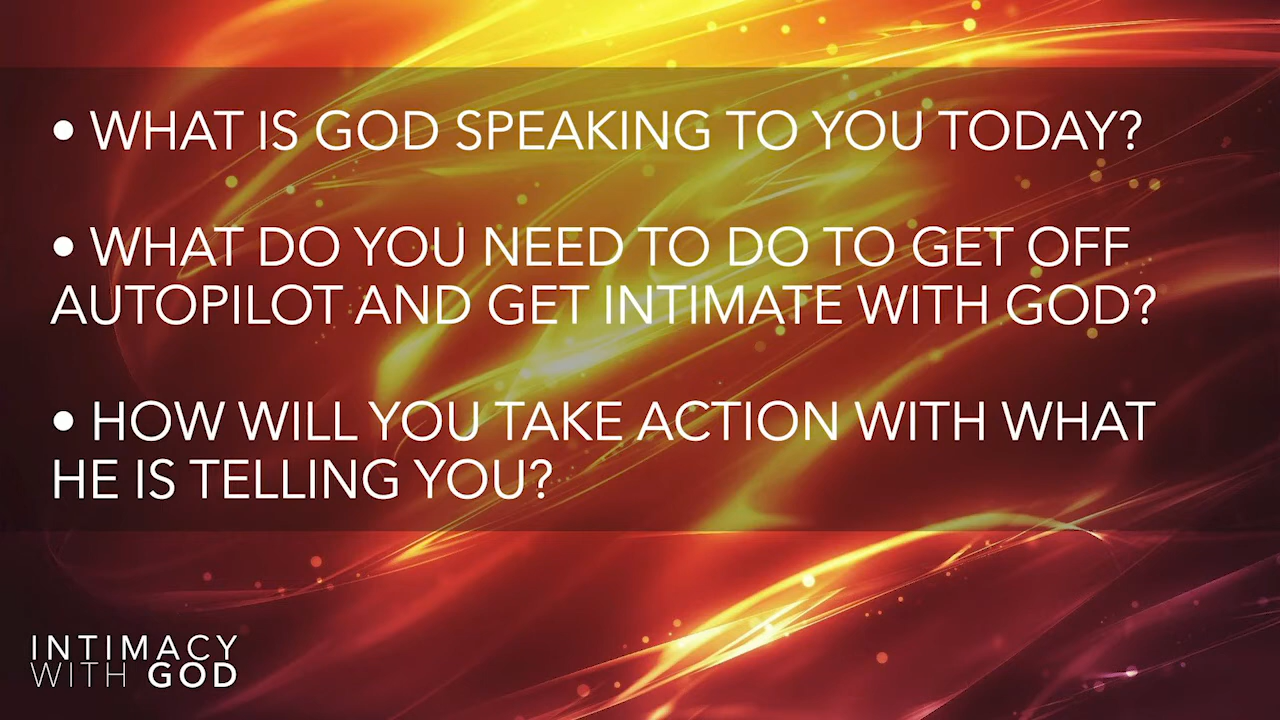 • WHAT IS GOD SPEAKING TO YOU TODAY?
• WHAT DO YOU NEED TO DO TO GET OFF
AUTOPILOT AND GET INTIMATE WITH GOD?
• HOW WILL YOU TAKE ACTION WITH WHAT
HE IS TELLING YOU?
INTIMACY
WITH GOD